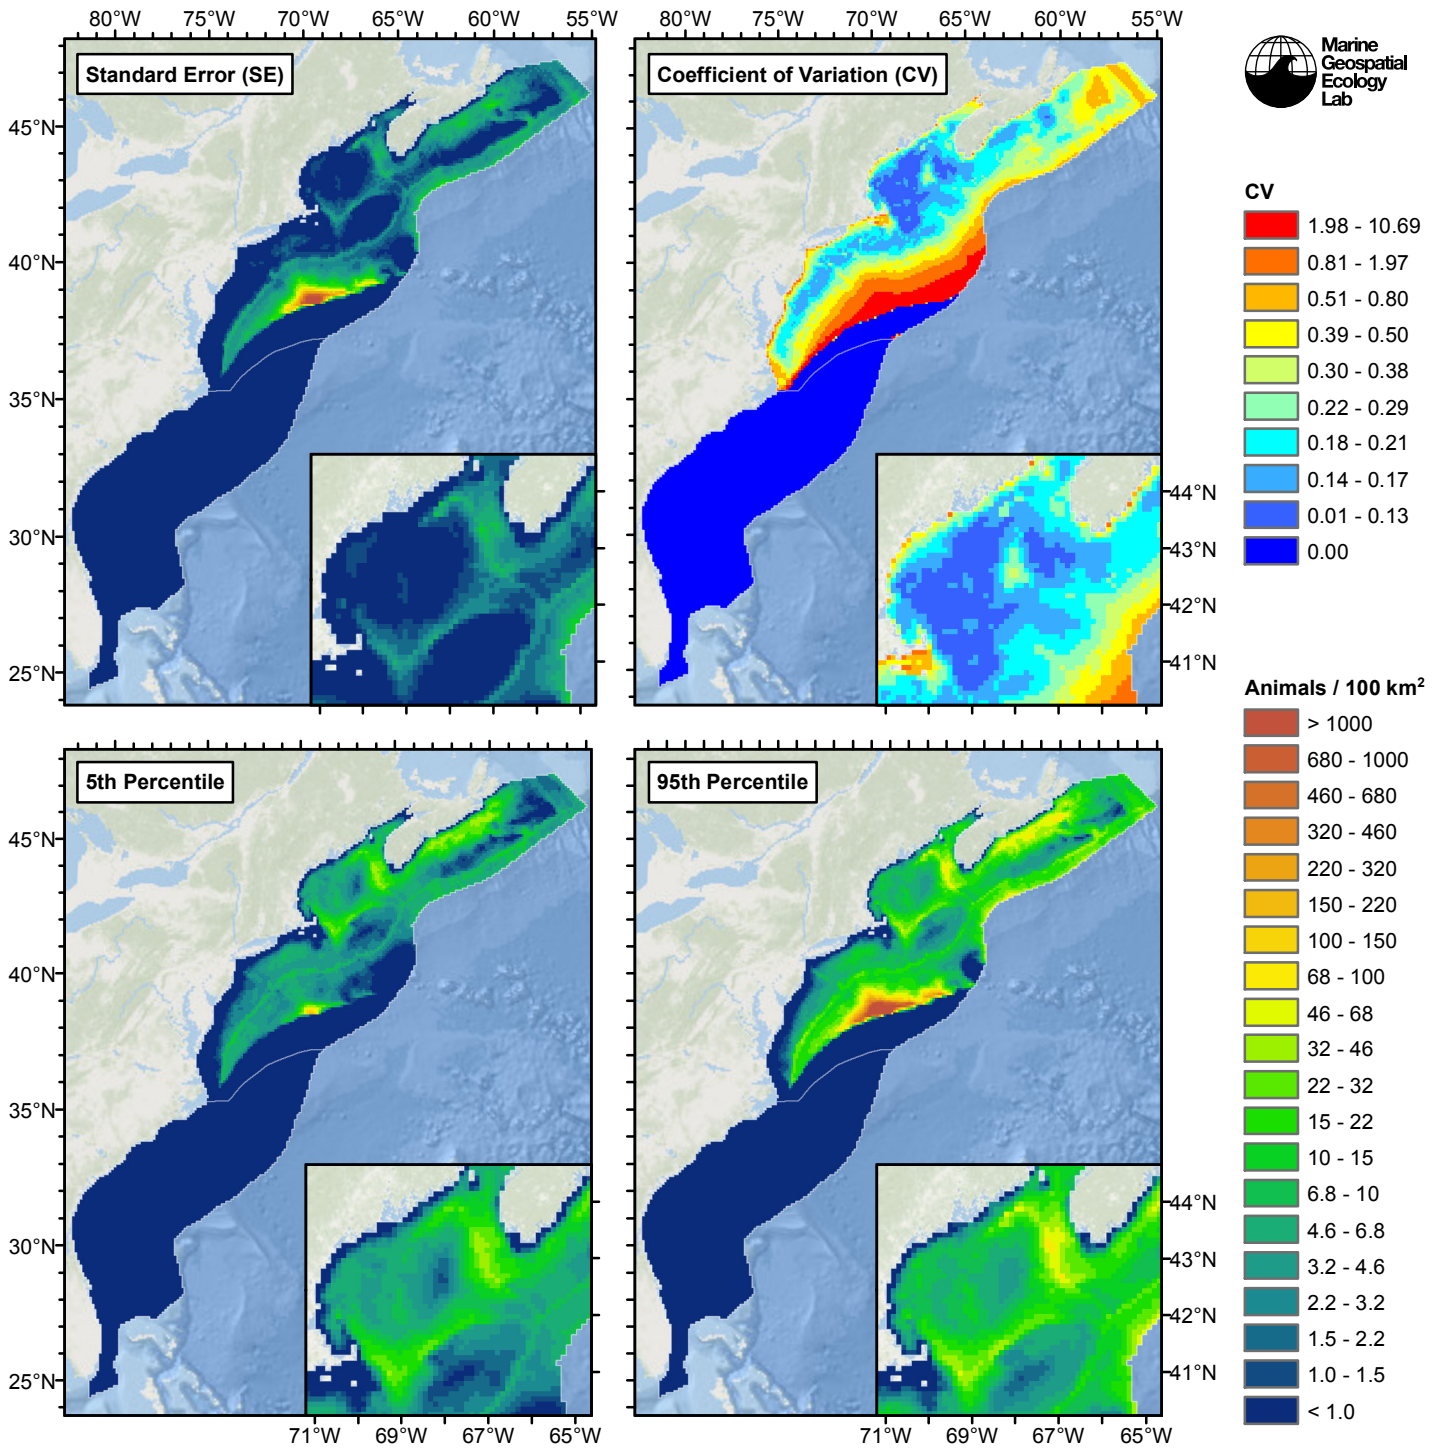 80°W 75°W 70°W 65°W 60°W 55°W
80°W 75°W 70°W 65°W 60°W 55°W
Standard Error (SE)
Coefficient of Variation (CV)
Marine
Geospatial
Ecology
Lab
45°N
40°N
35°N
30°N
25°N
44°N
43°N
42°N
41°N
CV
1.98 - 10.69
0.81 - 1.97
0.51 - 0.80
0.39 - 0.50
0.30 - 0.38
0.22 - 0.29
0.18 - 0.21
0.14 - 0.17
0.01 - 0.13
0.00
5th Percentile
95th Percentile
45°N
40°N
35°N
30°N
25°N
44°N
43°N
42°N
41°N
71°W 69°W 67°W 65°W
71°W 69°W 67°W 65°W
Animals / 100 km²
> 1000
680 - 1000
460 - 680
320 - 460
220 - 320
150 - 220
100 - 150
68 - 100
46 - 68
32 - 46
22 - 32
15 - 22
10 - 15
6.8 - 10
4.6 - 6.8
3.2 - 4.6
2.2 - 3.2
1.5 - 2.2
1.0 - 1.5
< 1.0